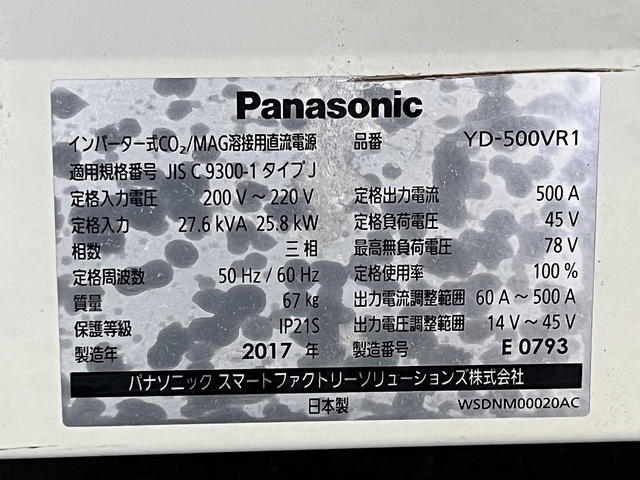 Panasonic
インバーター式CO₂/MAG溶接用直流電源 品番 YD-500VR1
適用規格番号 JIS C 9300-1 タイプJ
定格入力電圧 200 V～220 V 定格出力電流 500 A
定格入力 27.6 kVA 25.8 kW 定格負荷電圧 45 V
相数 三相 最高無負荷電圧 78 V
定格周波数 50 Hz / 60 Hz 定格使用率 100 %
質量 67 kg 出力電流調整範囲 60 A～500 A
保護等級 IP21S 出力電圧調整範囲 14 V～45 V
製造年 2017 年 製造番号 E 0793
パナソニック スマートファクトリーソリューションズ株式会社
日本製 WSDNM00020AC